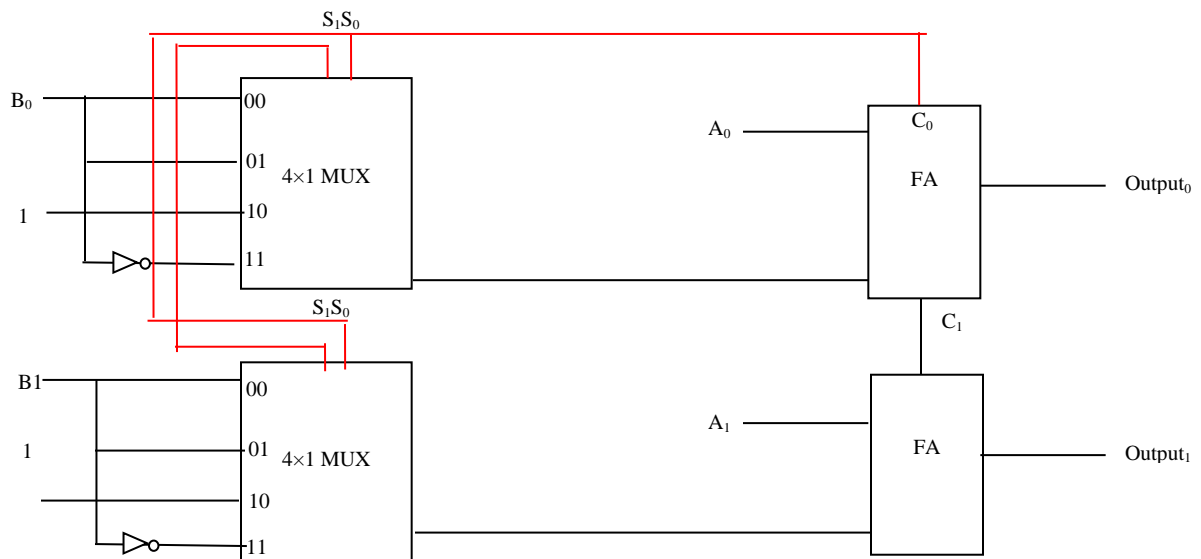 S₁S₀
B₀
00
C₀
A₀
01
4×1 MUX
FA
Output₀
1
10
11
S₁S₀
C₁
B1
00
A₁
01
4×1 MUX
FA
Output₁
1
10
11